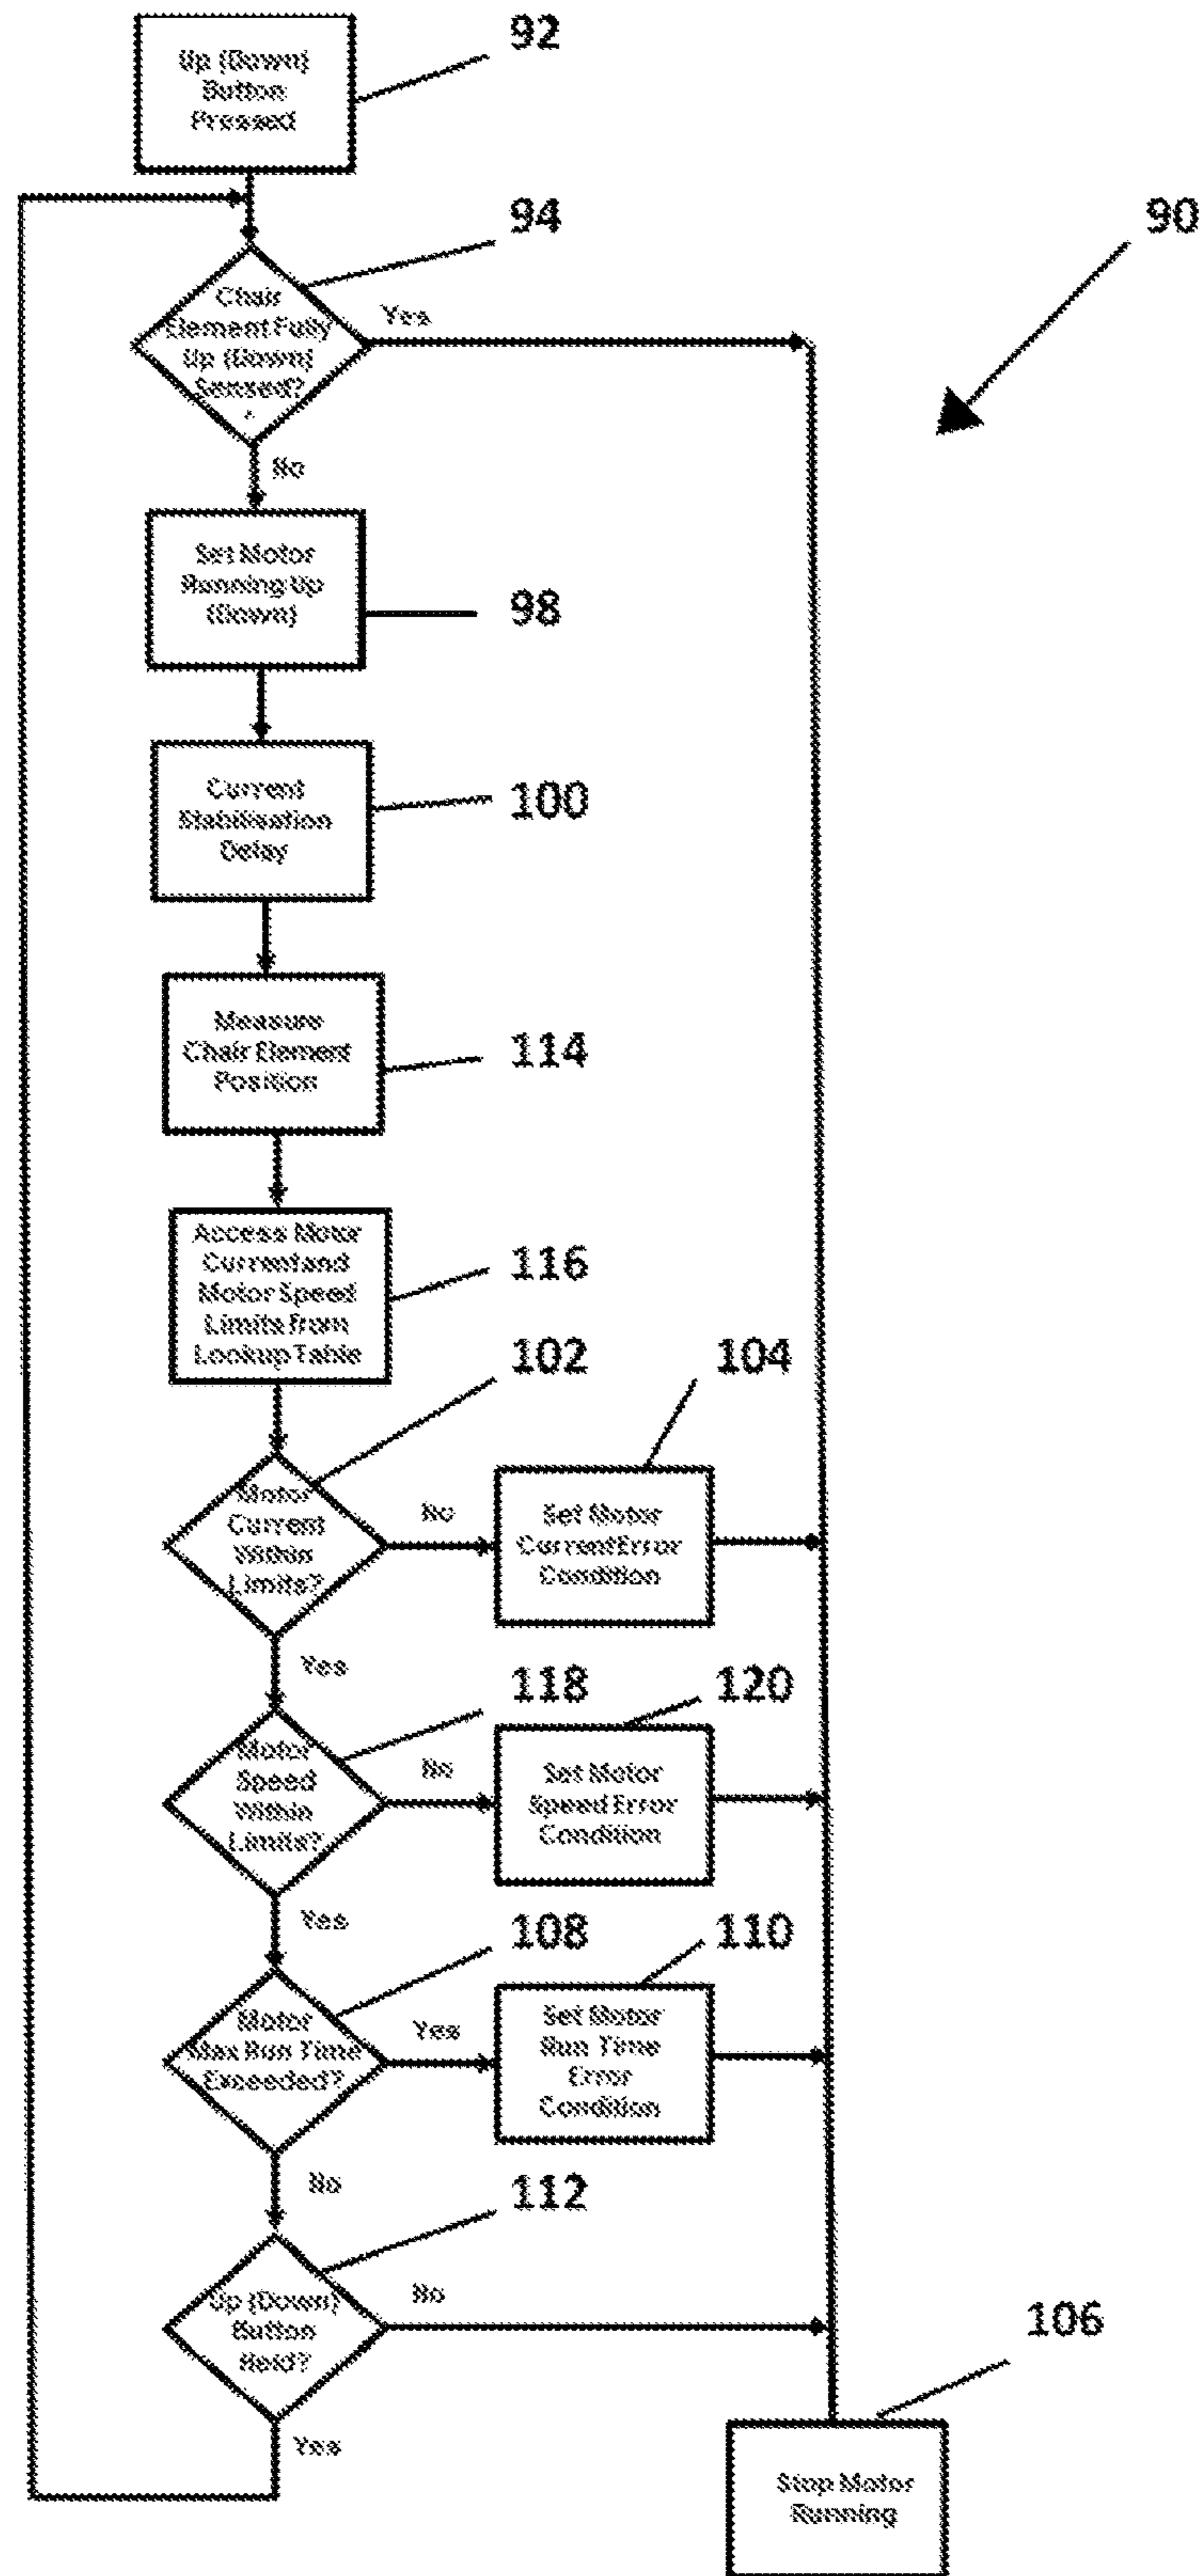 92
Up (Down)
Button
Pressed
94
90
Chair
Element Fully
Up (Down)
Sensed?
Yes
No
Set Motor
Running Up
(Down)
98
Current
Stabilisation
Delay
100
Measure
Chair Element
Position
114
Access Motor
Current and
Motor Speed
Limits from
Lookup Table
116
102
104
Motor
Current
Within
Limits?
No
Set Motor
Current Error
Condition
Yes
118
120
Motor
Speed
Within
Limits?
No
Set Motor
Speed Error
Condition
Yes
108
110
Motor
Max Run Time
Exceeded?
Yes
Set Motor
Run Time
Error
Condition
No
112
Up (Down)
Button
Held?
No
106
Yes
Stop Motor
Running